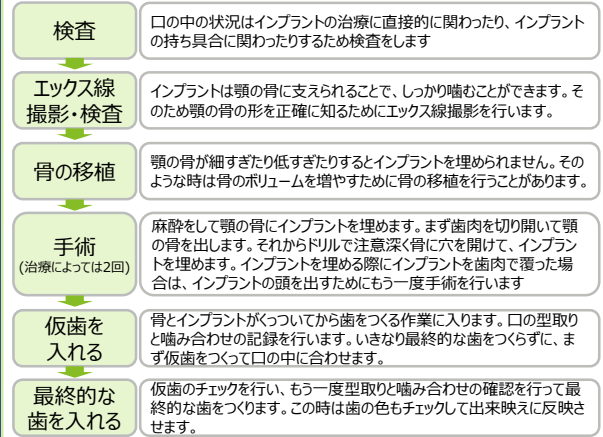 検査
口の中の状況はインプラントの治療に直接的に関わったり、インプラント
の持ち具合に関わったりするため検査をします
エックス線
撮影・検査
インプラントは顎の骨に支えられることで、しっかり噛むことができます。そ
のため顎の骨の形を正確に知るためにエックス線撮影を行います。
骨の移植
顎の骨が細すぎたり低すぎたりするとインプラントを埋められません。その
ような時は骨のボリュームを増やすために骨の移植を行うことがあります。
手術
(治療によっては2回)
麻酔をして顎の骨にインプラントを埋めます。まず歯肉を切り開いて顎
の骨を出します。それからドリルで注意深く骨に穴を開けて、インプラン
トを埋めます。インプラントを埋める際にインプラントを歯肉で覆った場
合は、インプラントの頭を出すためにもう一度手術を行います
仮歯を
入れる
骨とインプラントがくっついてから歯をつくる作業に入ります。口の型取り
と噛み合わせの記録を行います。いきなり最終的な歯をつくらずに、ま
ず仮歯をつくって口の中に合わせます。
最終的な
歯を入れる
仮歯のチェックを行い、もう一度型取りと噛み合わせの確認を行って最
終的な歯をつくります。この時は歯の色もチェックして出来映えに反映さ
せます。